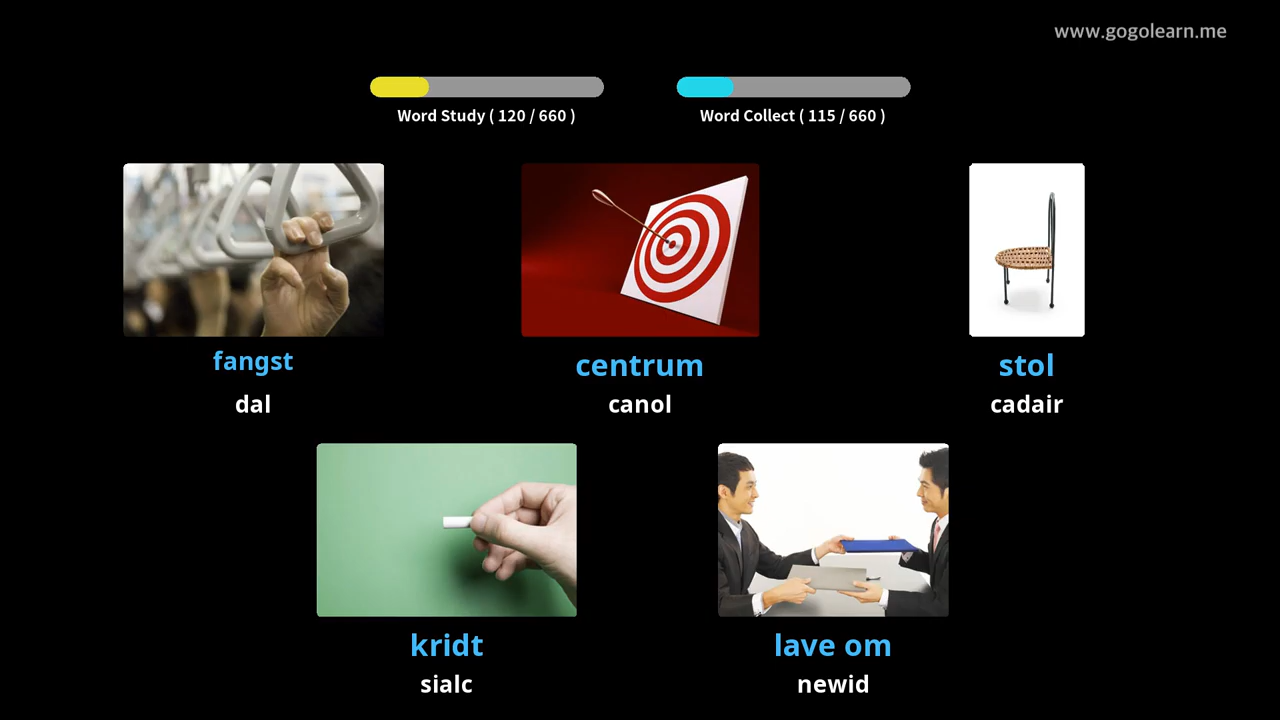 www.gogolearn.me
Word Study ( 120 / 660 )
Word Collect ( 115 / 660 )
fangst
dal
centrum
canol
stol
cadair
kridt
sialc
lave om
newid